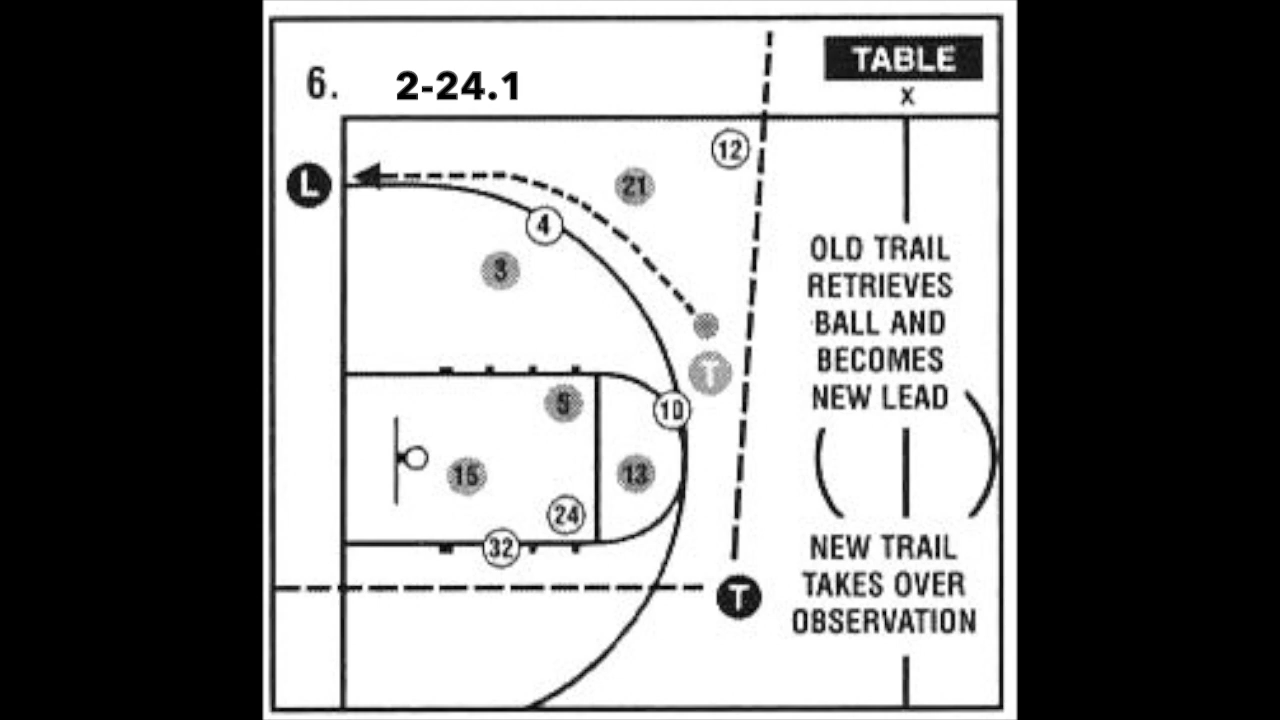 6. 2-24.1
TABLE
X
L
12
21
4
3
T
5
10
15
13
24
32
T
OLD TRAIL
RETRIEVES
BALL AND
BECOMES
NEW LEAD
NEW TRAIL
TAKES OVER
OBSERVATION